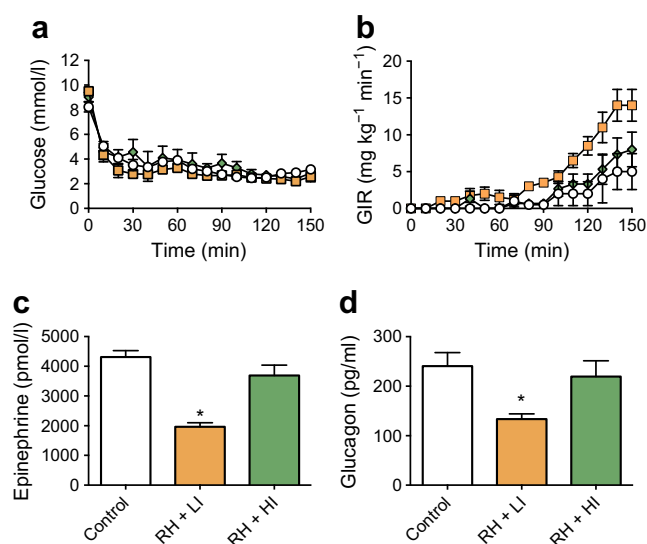 a
Glucose (mmol/l)
12
10
8
6
4
2
0
0 30 60 90 120 150
Time (min)
b
GIR (mg kg⁻¹ min⁻¹)
20
15
10
5
0
0 30 60 90 120 150
Time (min)
c
Epinephrine (pmol/l)
5000
4000
3000
2000
1000
0
*
Control RH + LI RH + HI
d
Glucagon (pg/ml)
300
200
100
0
*
Control RH + LI RH + HI